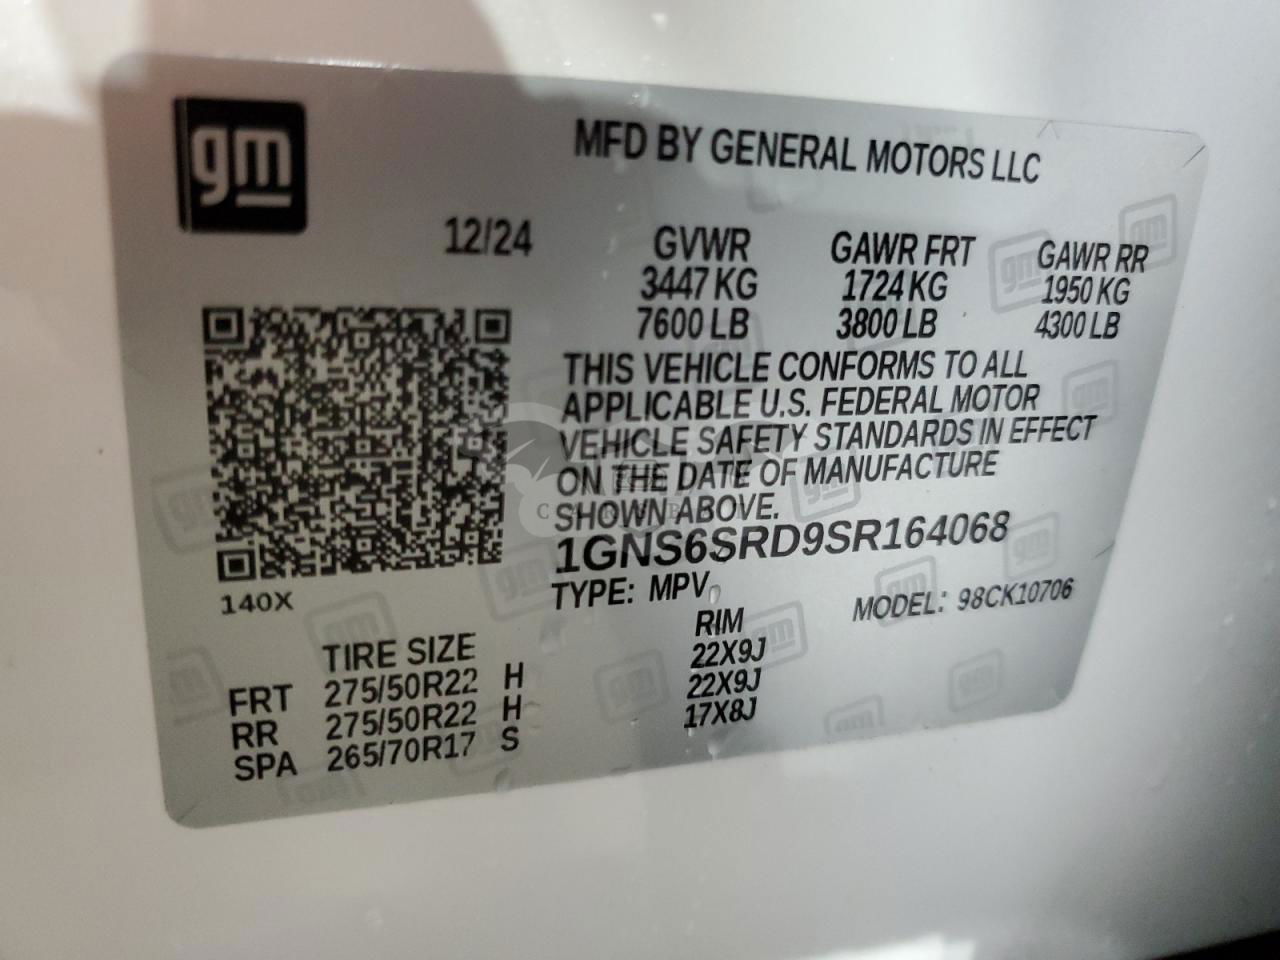 gm
MFD BY GENERAL MOTORS LLC
12/24 GVWR GAWR FRT GAWR RR
3447 KG 1724 KG 1950 KG
7600 LB 3800 LB 4300 LB
THIS VEHICLE CONFORMS TO ALL
APPLICABLE U.S. FEDERAL MOTOR
VEHICLE SAFETY STANDARDS IN EFFECT
ON THE DATE OF MANUFACTURE
SHOWN ABOVE.
1GNS6SRD9SR164068
140X
TYPE: MPV MODEL: 98CK10706
TIRE SIZE RIM
FRT 275/50R22 H 22X9J
RR 275/50R22 H 22X9J
SPA 265/70R17 S 17X8J